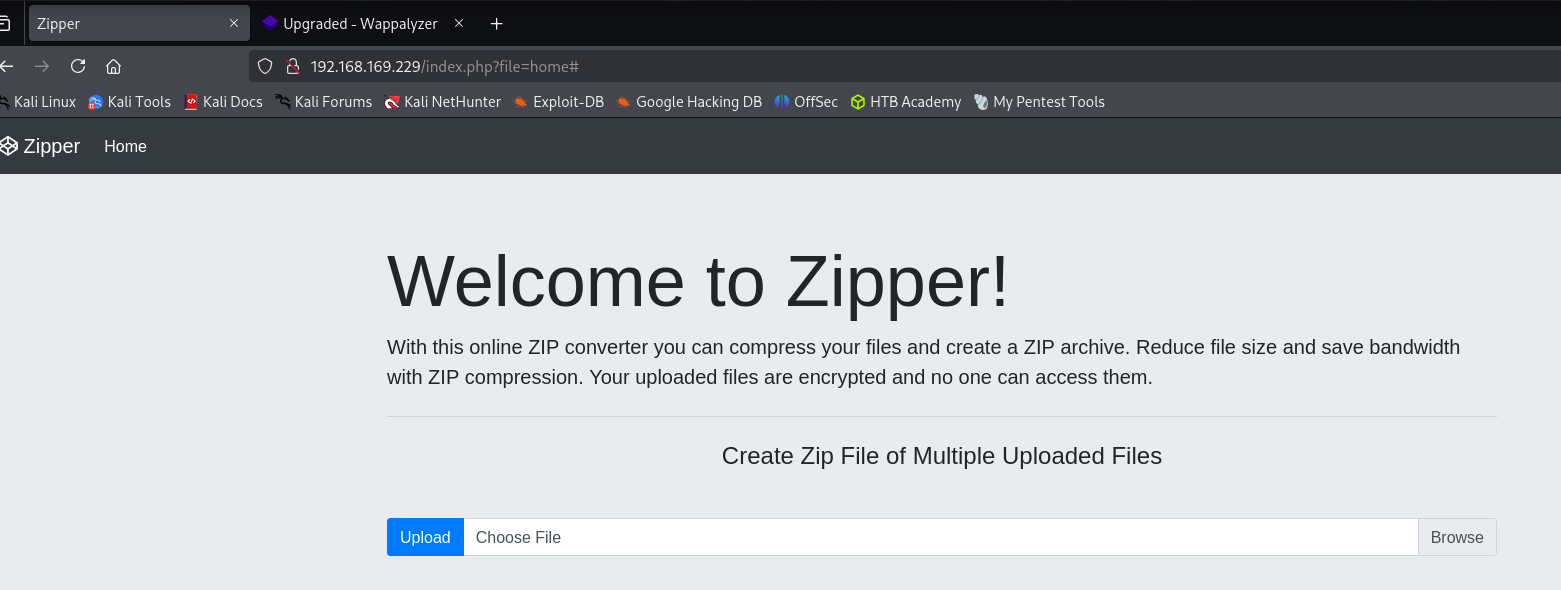 Zipper
Upgraded - Wappalyzer
192.168.169.229/index.php?file=home#
Kali Linux Kali Tools Kali Docs Kali Forums Kali NetHunter Exploit-DB Google Hacking DB OffSec HTB Academy My Pentest Tools
Zipper Home
Welcome to Zipper!
With this online ZIP converter you can compress your files and create a ZIP archive. Reduce file size and save bandwidth
with ZIP compression. Your uploaded files are encrypted and no one can access them.
Create Zip File of Multiple Uploaded Files
Upload Choose File Browse